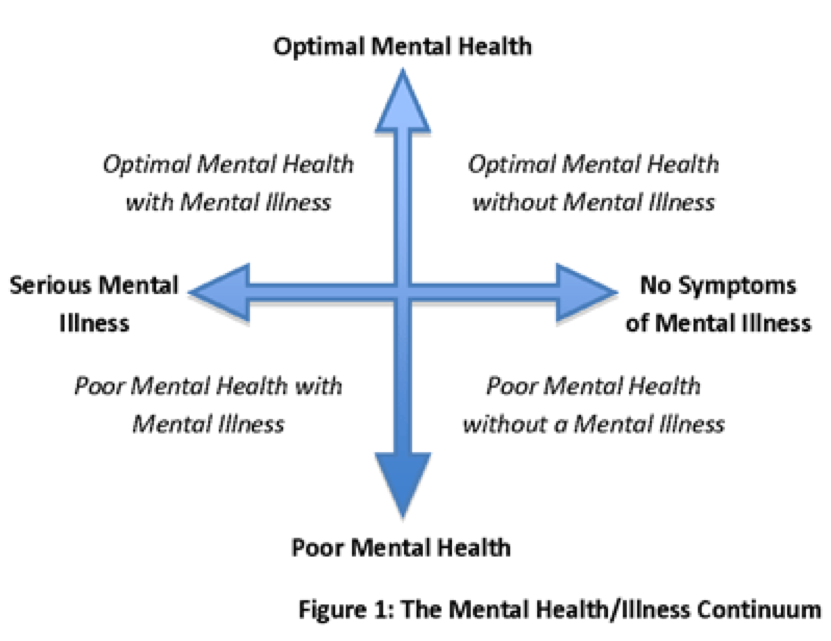 Optimal Mental Health
Optimal Mental Health
with Mental Illness
Optimal Mental Health
without Mental Illness
Serious Mental
Illness
No Symptoms
of Mental Illness
Poor Mental Health with
Mental Illness
Poor Mental Health
without a Mental Illness
Poor Mental Health
Figure 1: The Mental Health/Illness Continuum